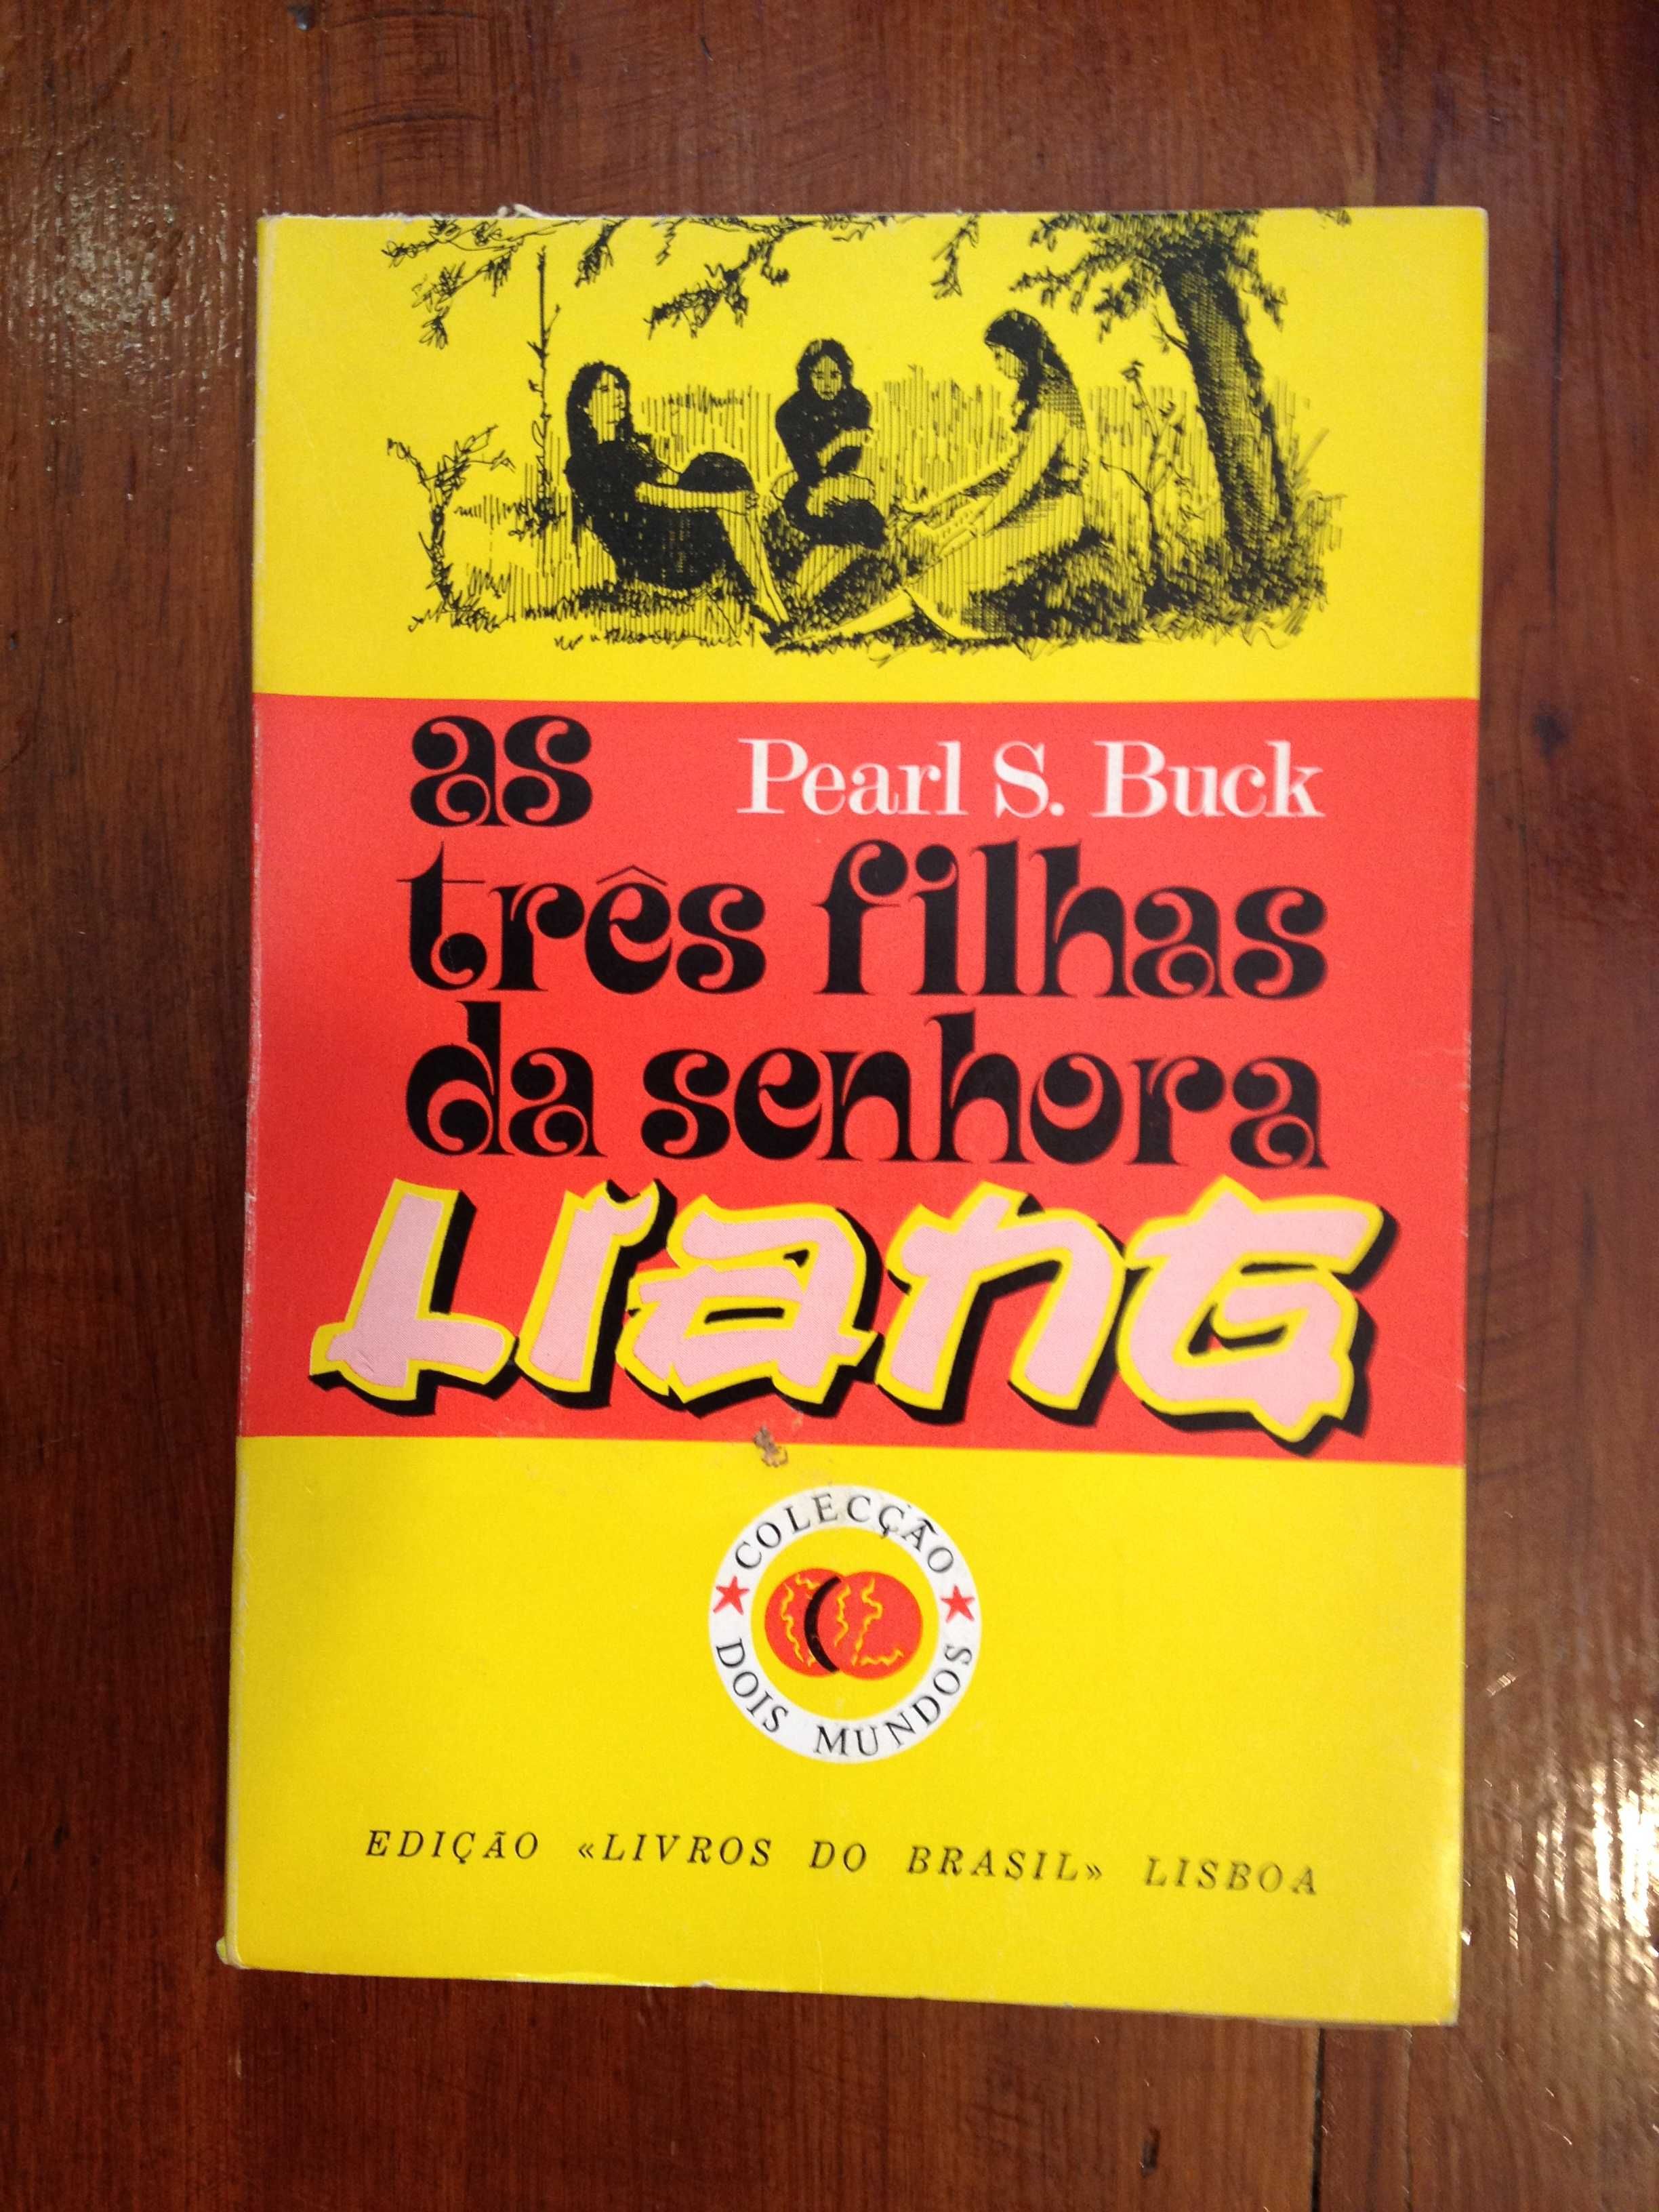 as
Pearl S. Buck
três filhas
da senhora
Liang
COLECÇÃO
DOIS MUNDOS
EDIÇÃO «LIVROS DO BRASIL» LISBOA